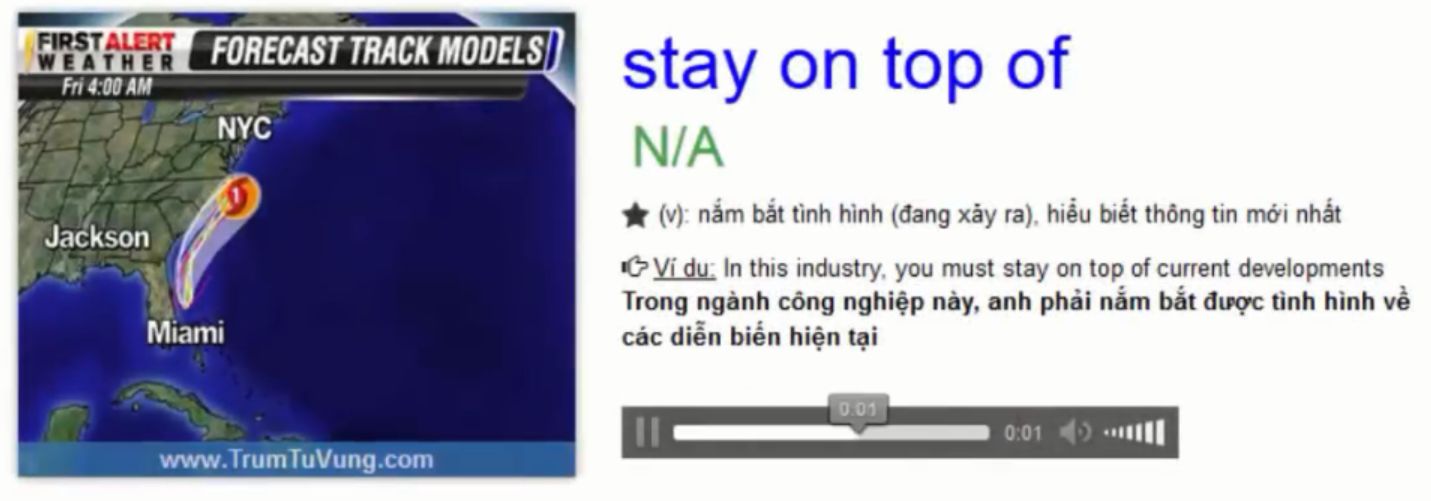 FIRST ALERT
WEATHER
FORECAST TRACK MODELS
Fri 4:00 AM
NYC
1
Jackson
Miami
www.TrumTuVung.com
stay on top of
N/A
★ (v): nắm bắt tình hình (đang xảy ra), hiểu biết thông tin mới nhất
Ví dụ: In this industry, you must stay on top of current developments
Trong ngành công nghiệp này, anh phải nắm bắt được tình hình về
các diễn biến hiện tại
0:01
0:01